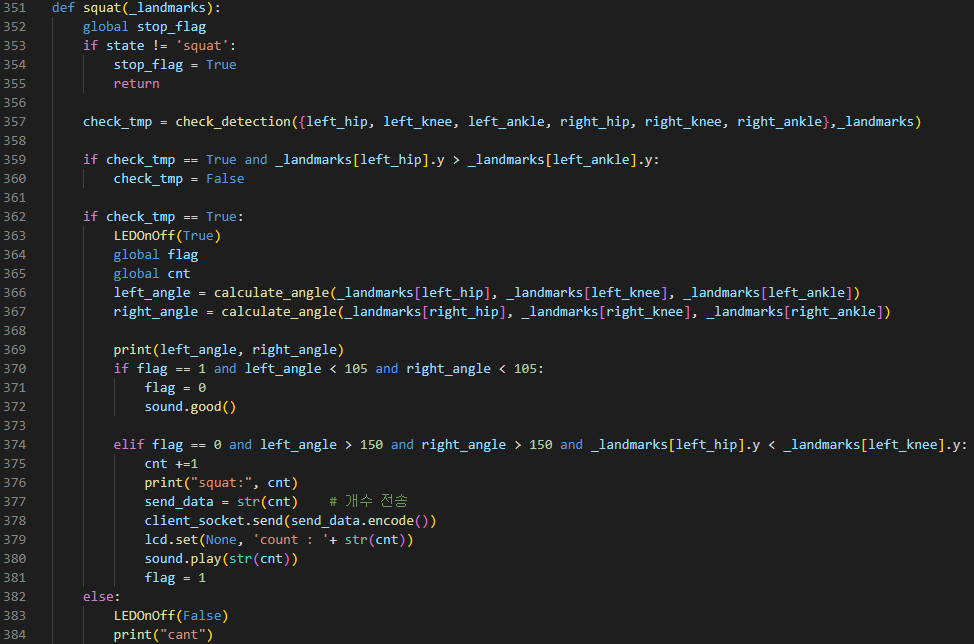 351 def squat(_landmarks):
352     global stop_flag
353     if state != 'squat':
354         stop_flag = True
355         return
356
357     check_tmp = check_detection({left_hip, left_knee, left_ankle, right_hip, right_knee, right_ankle},_landmarks)
358
359     if check_tmp == True and _landmarks[left_hip].y > _landmarks[left_ankle].y:
360         check_tmp = False
361
362     if check_tmp == True:
363         LEDOnOff(True)
364         global flag
365         global cnt
366         left_angle = calculate_angle(_landmarks[left_hip], _landmarks[left_knee], _landmarks[left_ankle])
367         right_angle = calculate_angle(_landmarks[right_hip], _landmarks[right_knee], _landmarks[right_ankle])
368
369         print(left_angle, right_angle)
370         if flag == 1 and left_angle < 105 and right_angle < 105:
371             flag = 0
372             sound.good()
373
374         elif flag == 0 and left_angle > 150 and right_angle > 150 and _landmarks[left_hip].y < _landmarks[left_knee].y:
375             cnt +=1
376             print("squat:", cnt)
377             send_data = str(cnt)    # 개수 전송
378             client_socket.send(send_data.encode())
379             lcd.set(None, 'count : '+ str(cnt))
380             sound.play(str(cnt))
381             flag = 1
382     else:
383         LEDOnOff(False)
384         print("cant")